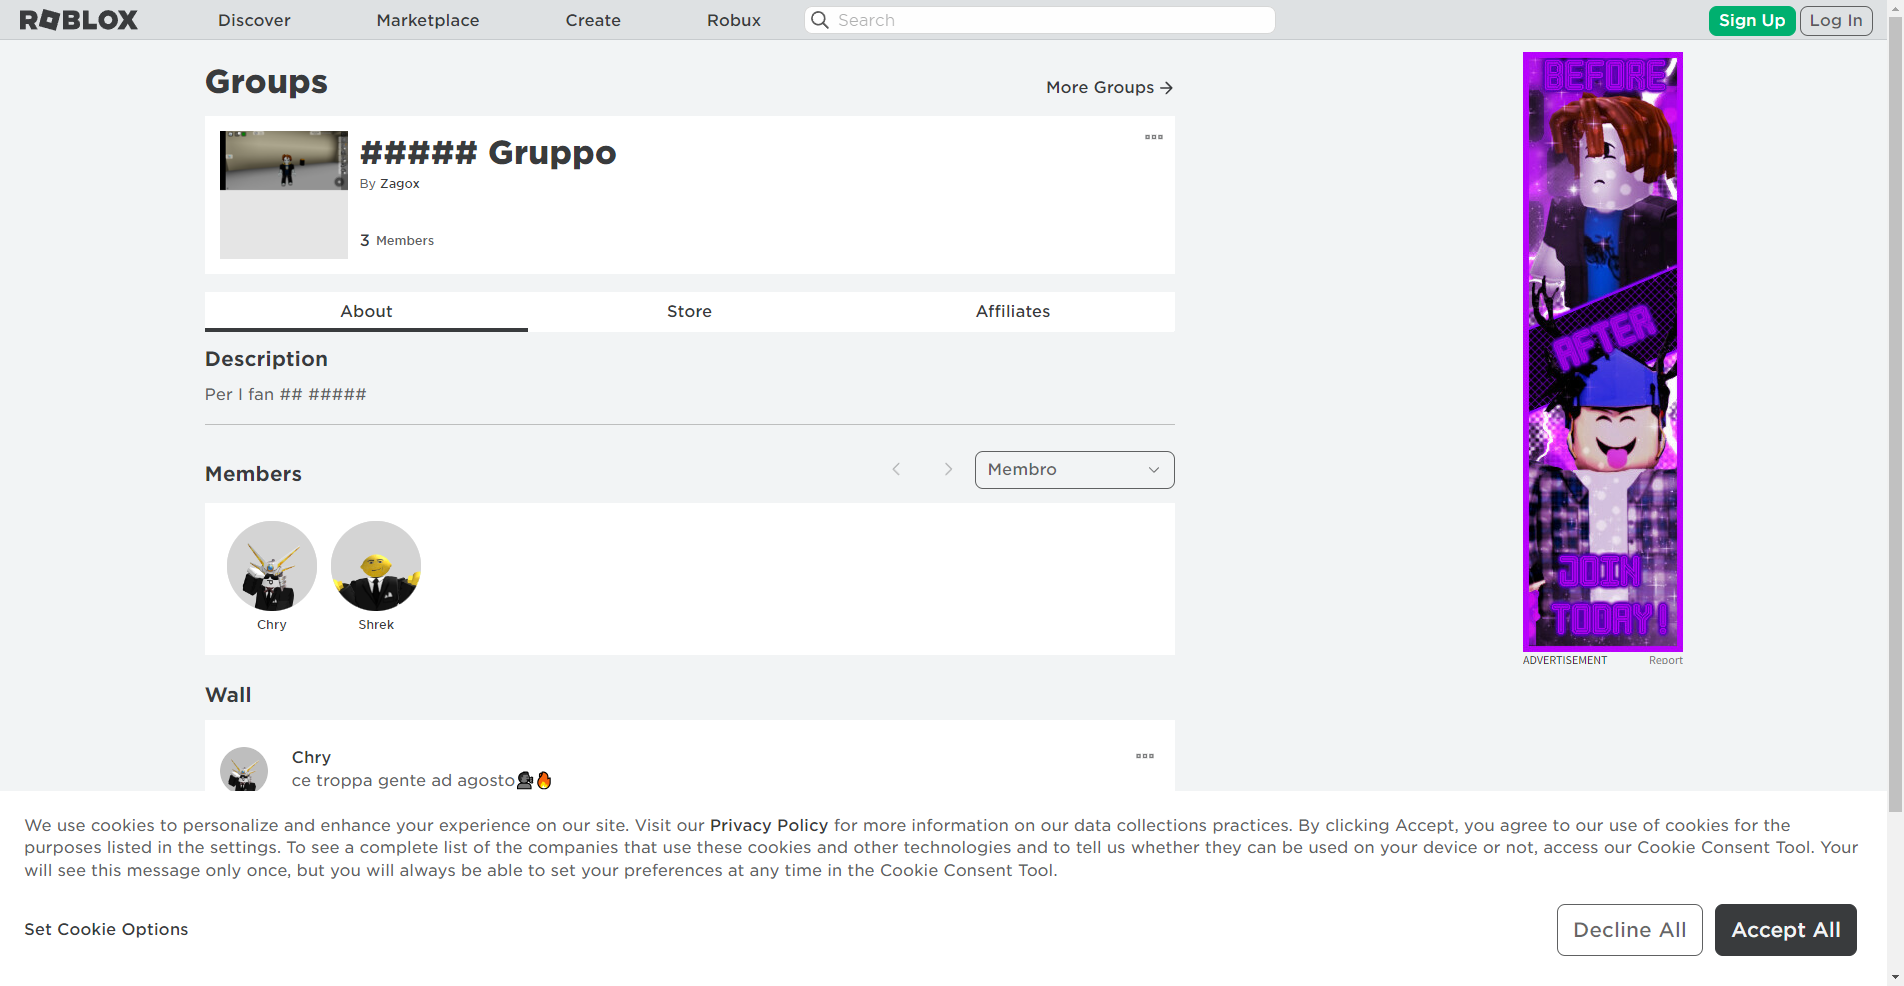 ROBLOX
Discover
Marketplace
Create
Robux
Search
Sign Up
Log In
Groups
More Groups
##### Gruppo
By Zagox
3 Members
About
Store
Affiliates
Description
Per I fan ## #####
Members
Membro
Chry
Shrek
Wall
Chry
ce troppa gente ad agosto🗣🔥
BEFORE
AFTER
JOIN
TODAY!
ADVERTISEMENT
Report
We use cookies to personalize and enhance your experience on our site. Visit our Privacy Policy for more information on our data collections practices. By clicking Accept, you agree to our use of cookies for the
purposes listed in the settings. To see a complete list of the companies that use these cookies and other technologies and to tell us whether they can be used on your device or not, access our Cookie Consent Tool. Your
will see this message only once, but you will always be able to set your preferences at any time in the Cookie Consent Tool.
Set Cookie Options
Decline All
Accept All